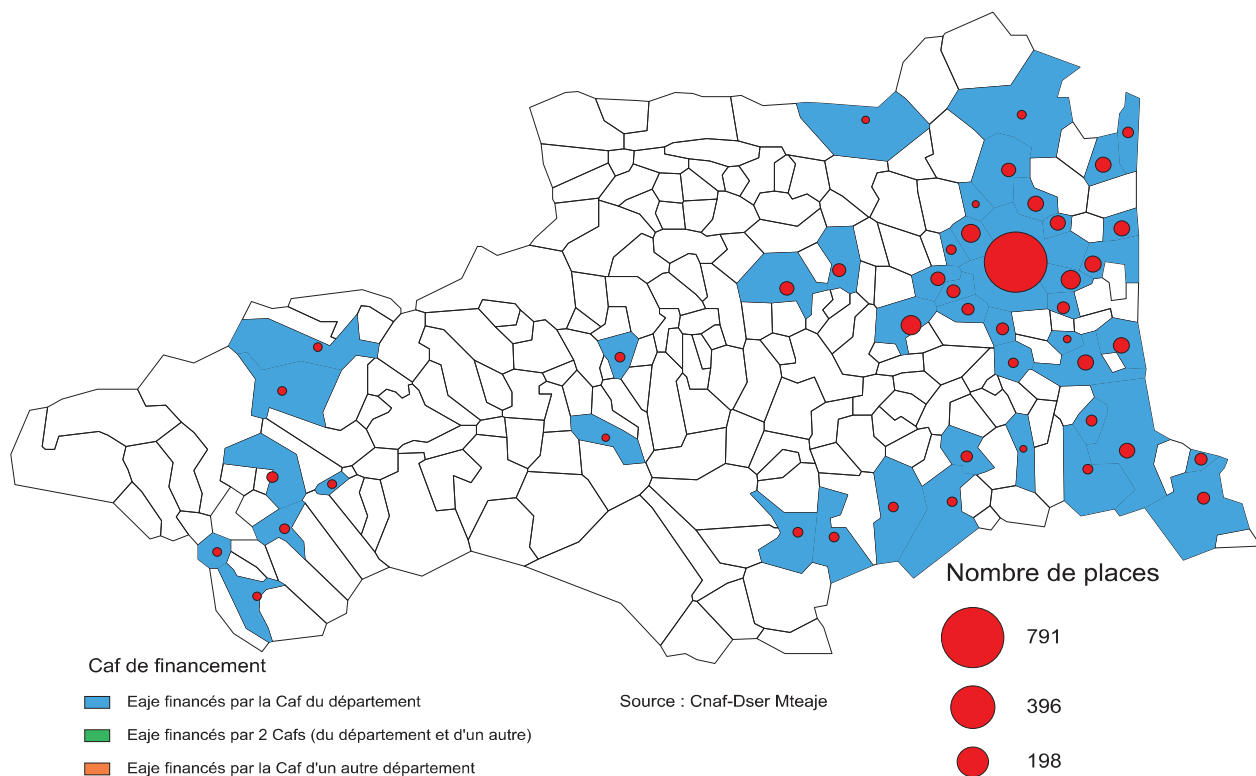 Nombre de places
791
396
198
Caf de financement
Eaje financés par la Caf du département
Eaje financés par 2 Cafs (du département et d'un autre)
Eaje financés par la Caf d'un autre département
Source : Cnaf-Dser Mteaje